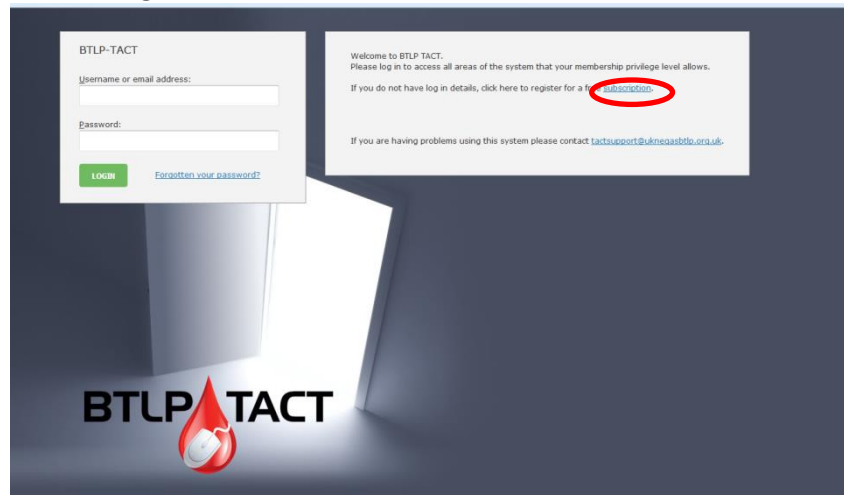 BTLP-TACT
Username or email address:
Password:
LOGIN
Forgotten your password?
Welcome to BTLP TACT.
Please log in to access all areas of the system that your membership privilege level allows.
If you do not have log in details, click here to register for a free subscription.
If you are having problems using this system please contact tactsupport@ukneqasbtlp.org.uk.
BTLP TACT